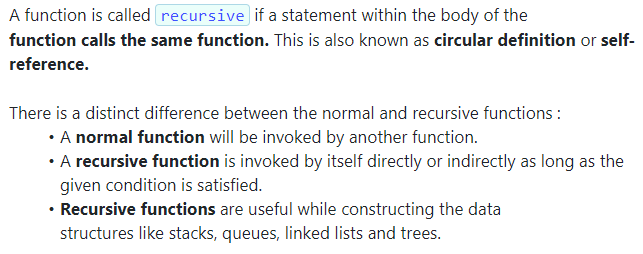 A function is called recursive if a statement within the body of the
function calls the same function. This is also known as circular definition or self-
reference.
There is a distinct difference between the normal and recursive functions :
• A normal function will be invoked by another function.
• A recursive function is invoked by itself directly or indirectly as long as the
given condition is satisfied.
• Recursive functions are useful while constructing the data
structures like stacks, queues, linked lists and trees.